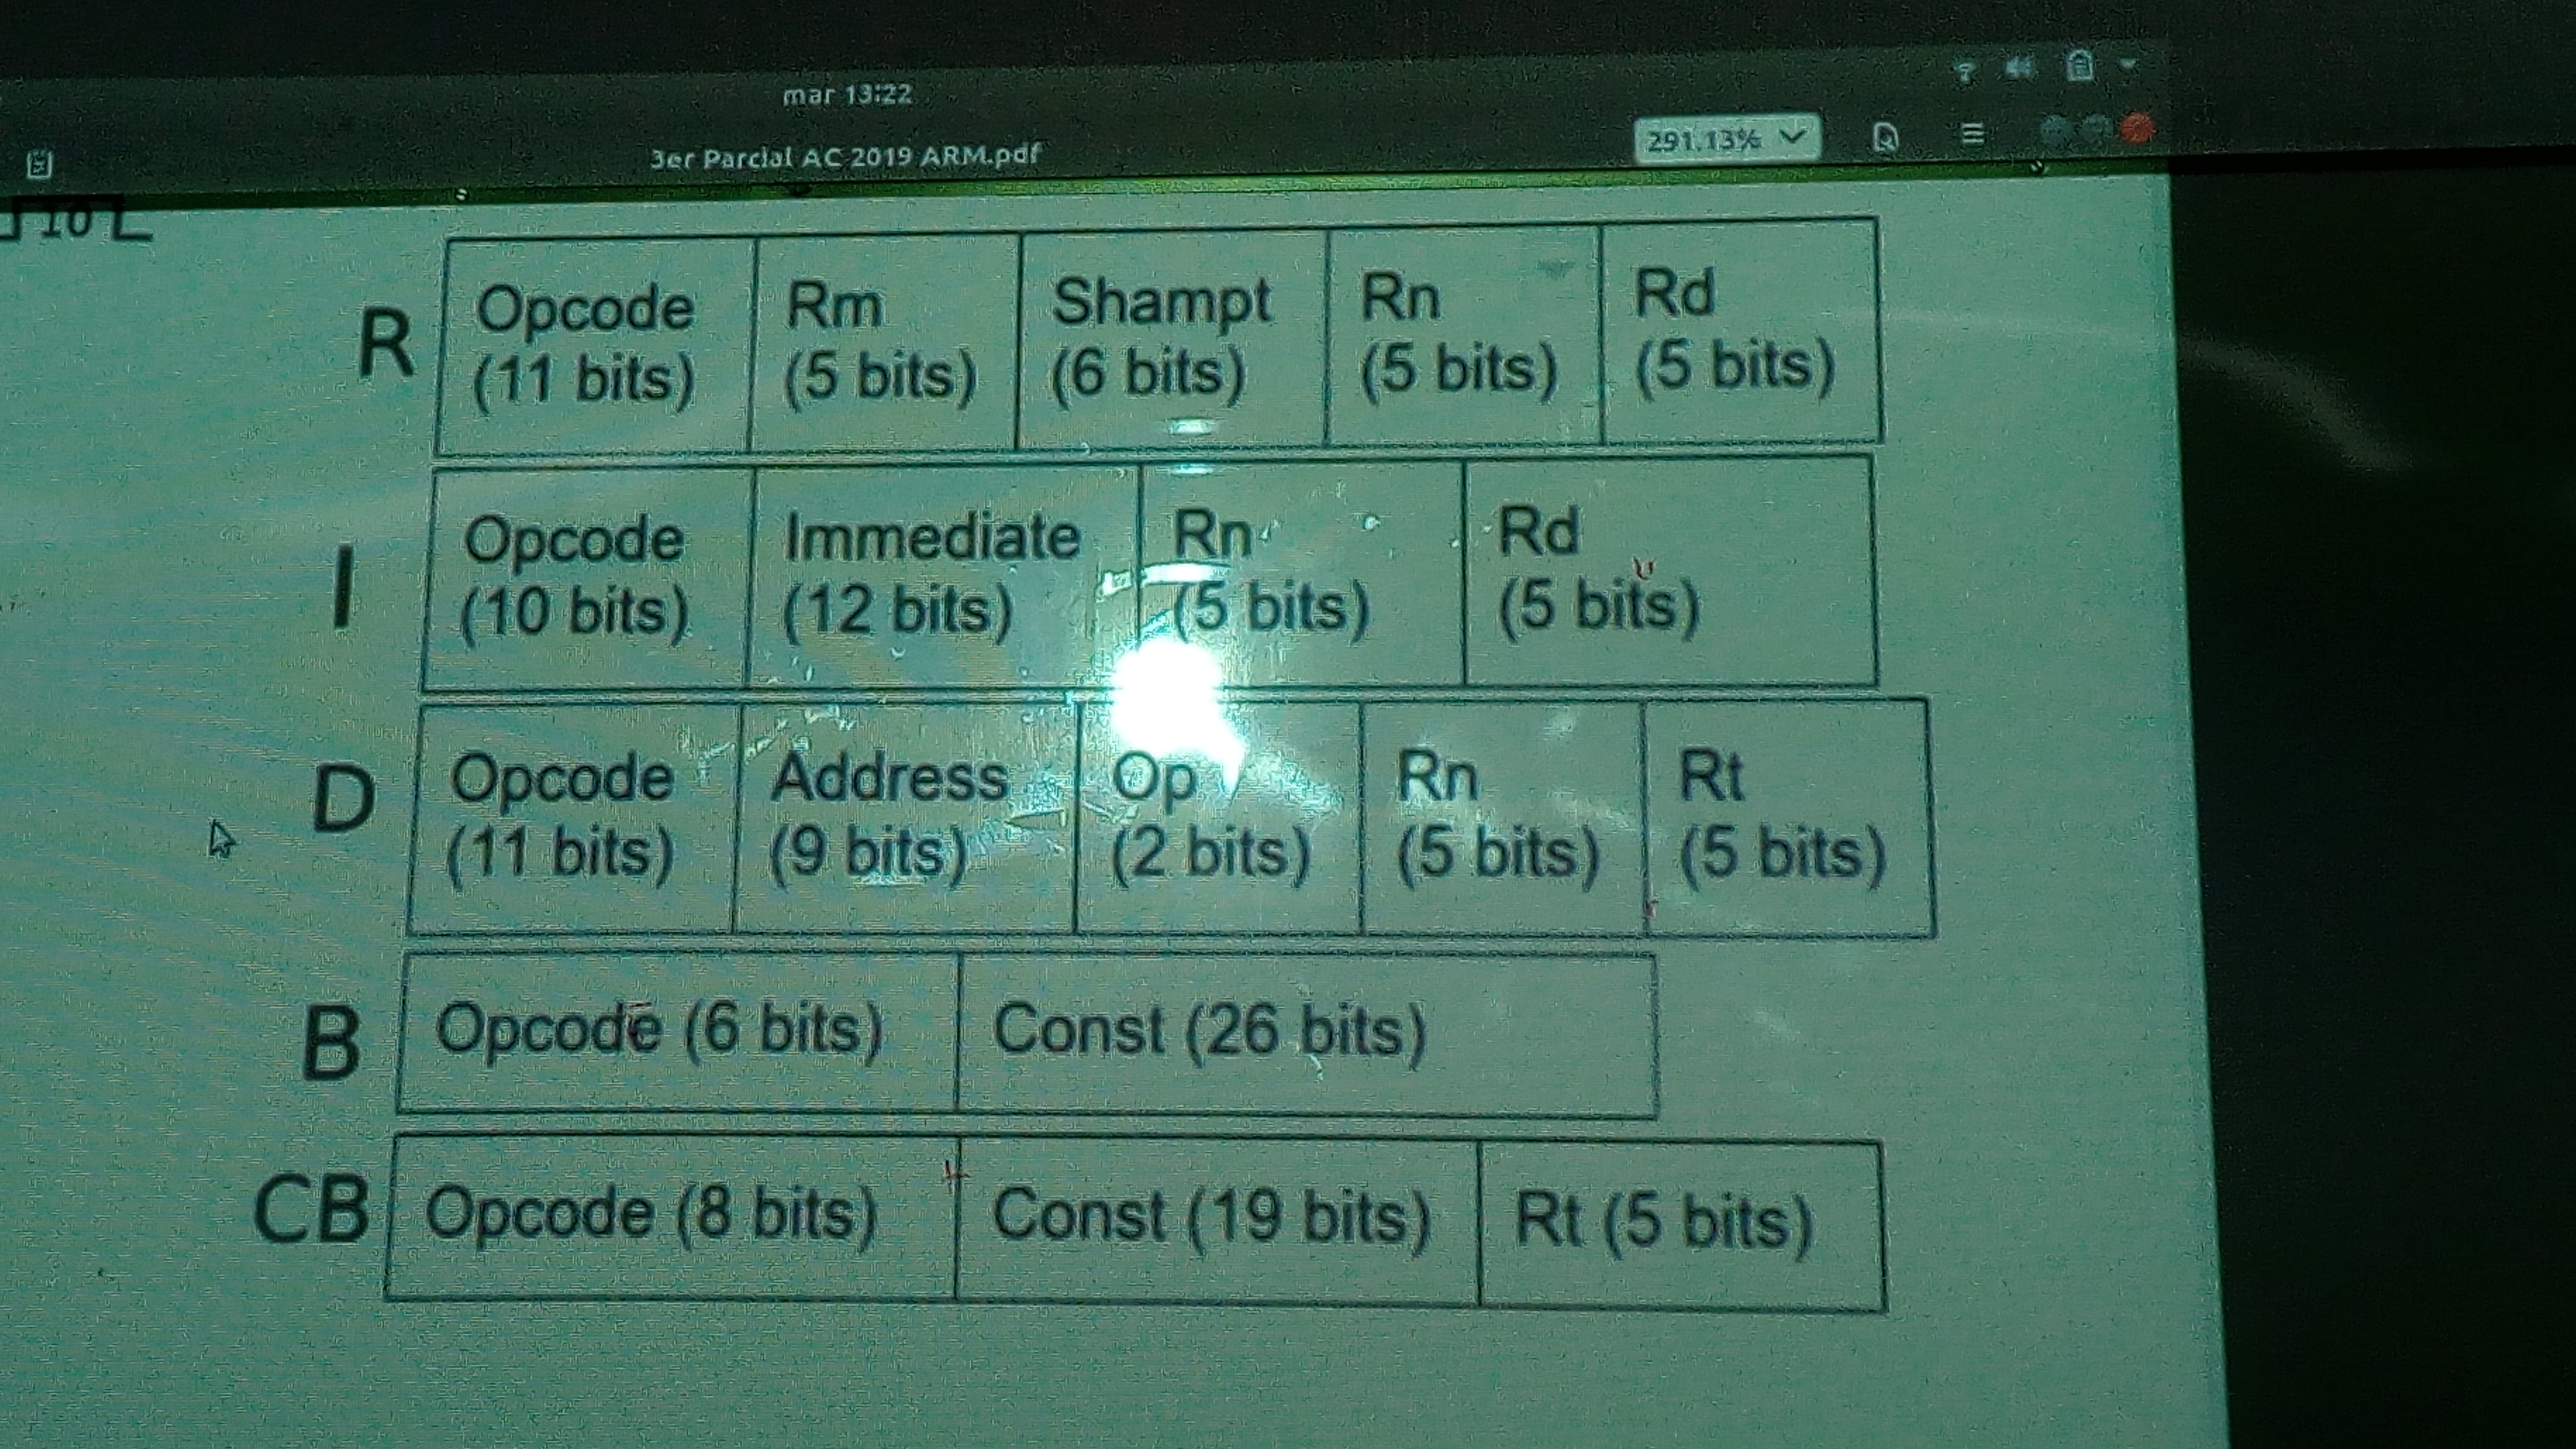 mar 13:22
291.13%
3er Parcial AC 2019 ARM.pdf
10
R
Opcode (11 bits)
Rm (5 bits)
Shampt (6 bits)
Rn (5 bits)
Rd (5 bits)
I
Opcode (10 bits)
Immediate (12 bits)
Rn (5 bits)
Rd (5 bits)
D
Opcode (11 bits)
Address (9 bits)
Op (2 bits)
Rn (5 bits)
Rt (5 bits)
B
Opcode (6 bits)
Const (26 bits)
CB
Opcode (8 bits)
Const (19 bits)
Rt (5 bits)